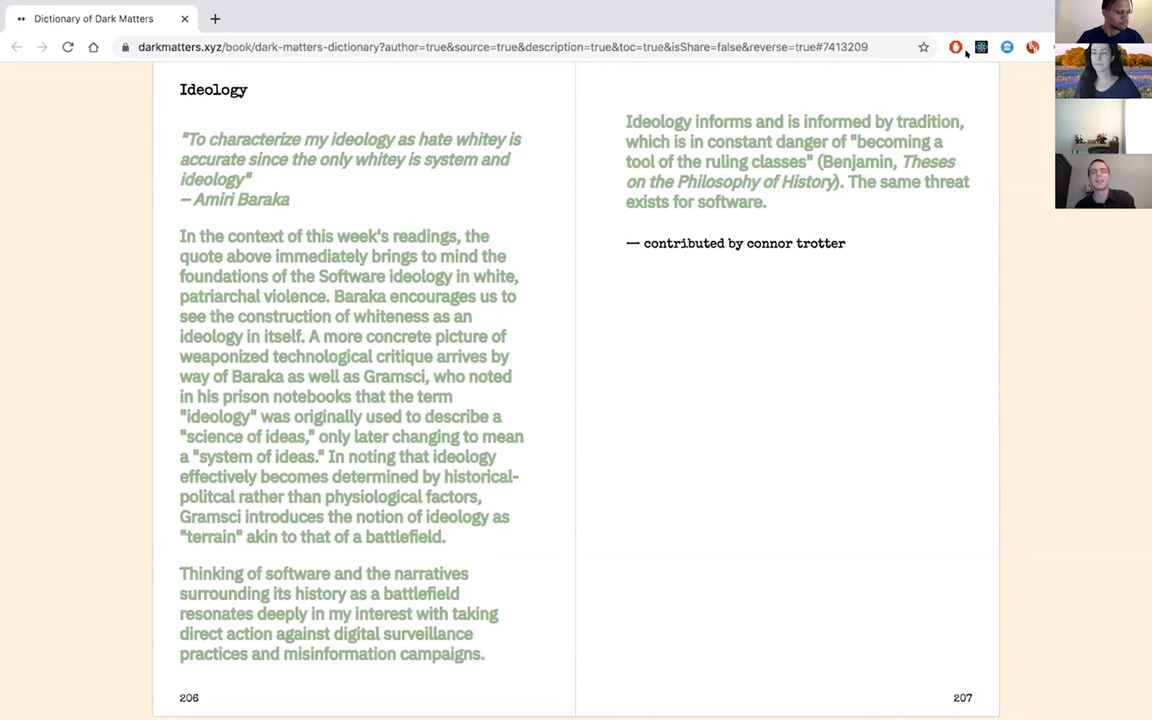 Dictionary of Dark Matters
darkmatters.xyz/book/dark-matters-dictionary?author=true&source=true&description=true&toc=true&isShare=false&reverse=true#7413209
Ideology
"To characterize my ideology as hate whitey is
accurate since the only whitey is system and
ideology"
– Amiri Baraka
In the context of this week's readings, the
quote above immediately brings to mind the
foundations of the Software ideology in white,
patriarchal violence. Baraka encourages us to
see the construction of whiteness as an
ideology in itself. A more concrete picture of
weaponized technological critique arrives by
way of Baraka as well as Gramsci, who noted
in his prison notebooks that the term
"ideology" was originally used to describe a
"science of ideas," only later changing to mean
a "system of ideas." In noting that ideology
effectively becomes determined by historical-
politcal rather than physiological factors,
Gramsci introduces the notion of ideology as
"terrain" akin to that of a battlefield.
Thinking of software and the narratives
surrounding its history as a battlefield
resonates deeply in my interest with taking
direct action against digital surveillance
practices and misinformation campaigns.
206
Ideology informs and is informed by tradition,
which is in constant danger of "becoming a
tool of the ruling classes" (Benjamin, Theses
on the Philosophy of History). The same threat
exists for software.
— contributed by connor trotter
207